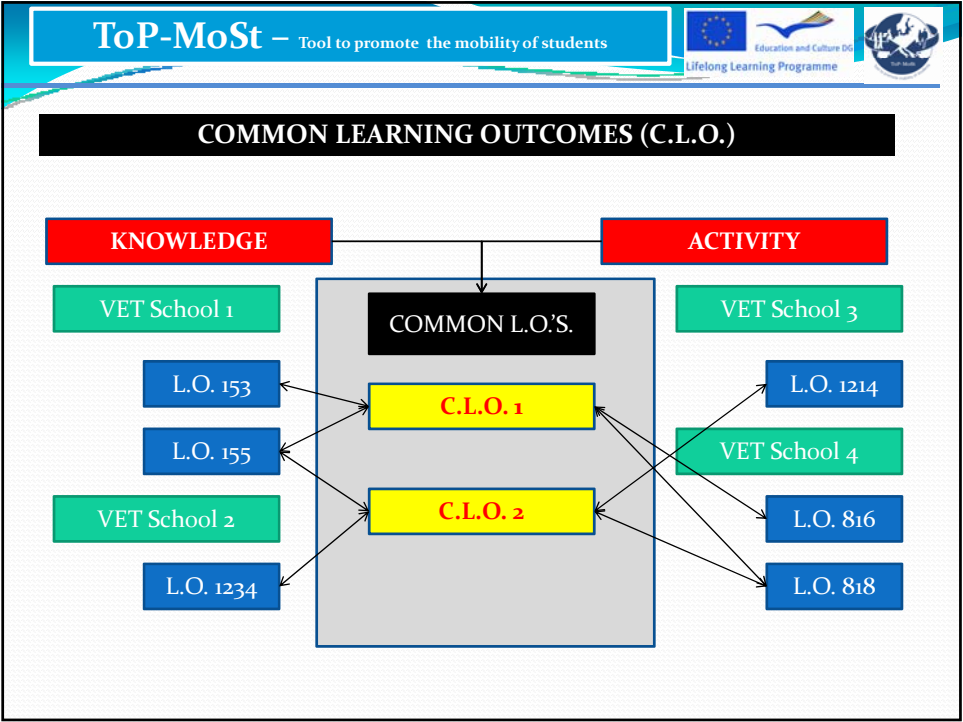 ToP-MoSt – Tool to promote the mobility of students
Education and Culture DG
Lifelong Learning Programme
ToP-MoSt
COMMON LEARNING OUTCOMES (C.L.O.)
KNOWLEDGE
ACTIVITY
VET School 1
COMMON L.O.'S.
VET School 3
L.O. 153
C.L.O. 1
L.O. 1214
L.O. 155
VET School 4
VET School 2
C.L.O. 2
L.O. 816
L.O. 1234
L.O. 818